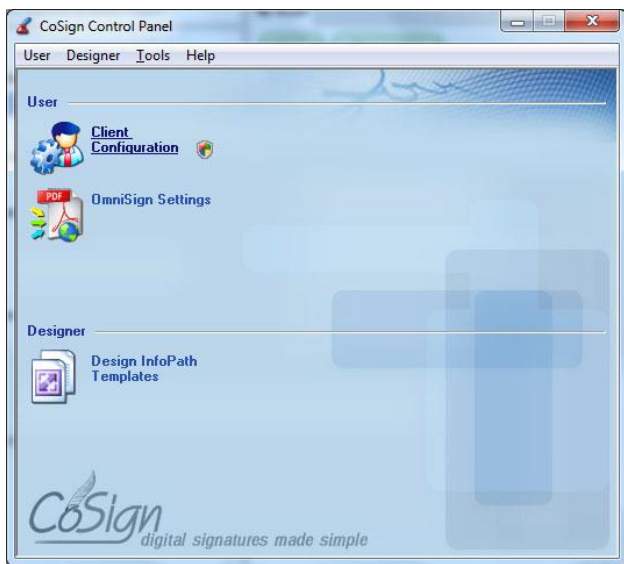 CoSign Control Panel
User Designer Tools Help
User
Client
Configuration
PDF
OmniSign Settings
Designer
Design InfoPath
Templates
CoSign
digital signatures made simple